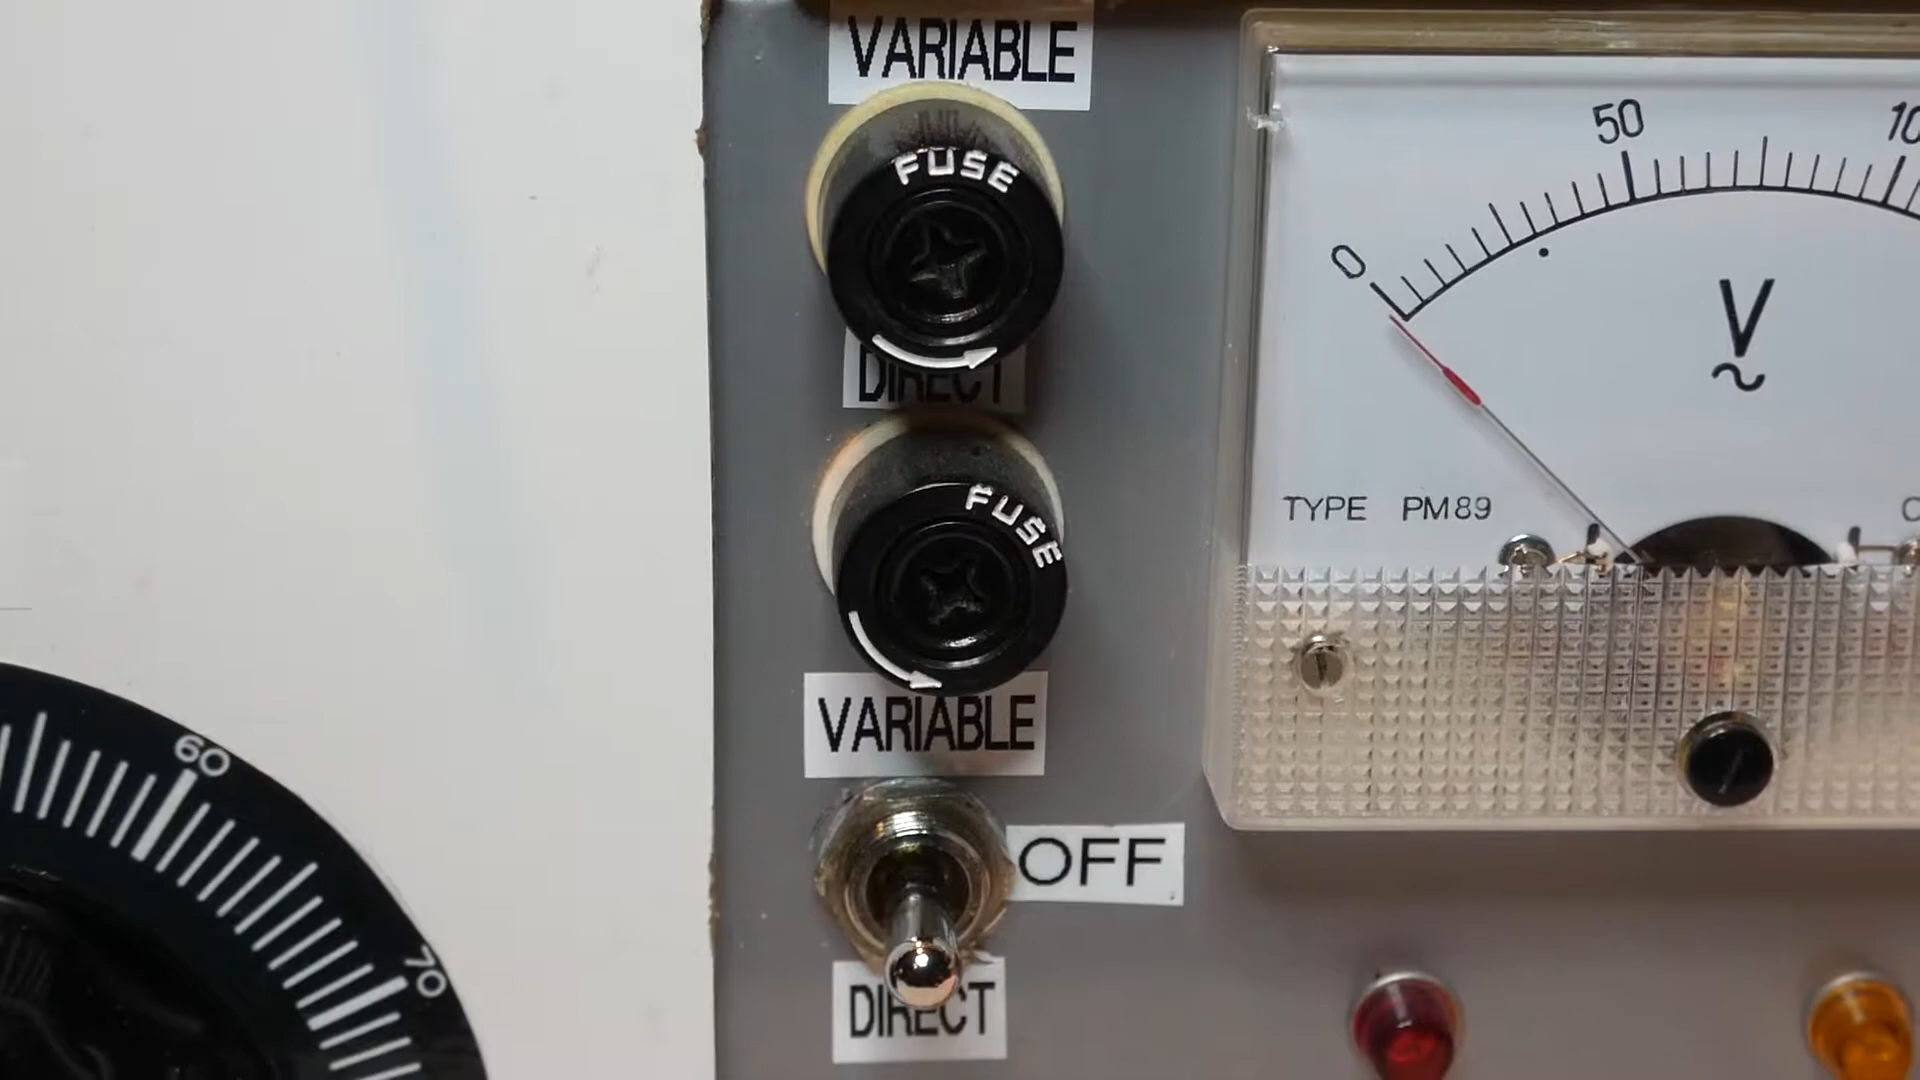 VARIABLE
FUSE
DIRECT
FUSE
VARIABLE
OFF
DIRECT
60
70
0
50
V
TYPE PM89